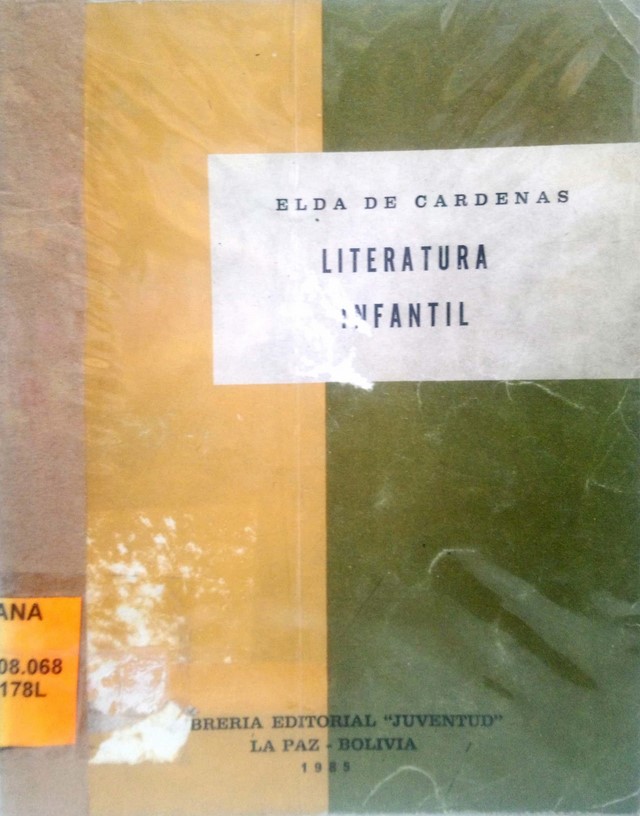 ELDA DE CARDENAS
LITERATURA
INFANTIL
ANA
08.068
178L
BRERIA EDITORIAL "JUVENTUD"
LA PAZ - BOLIVIA
1985